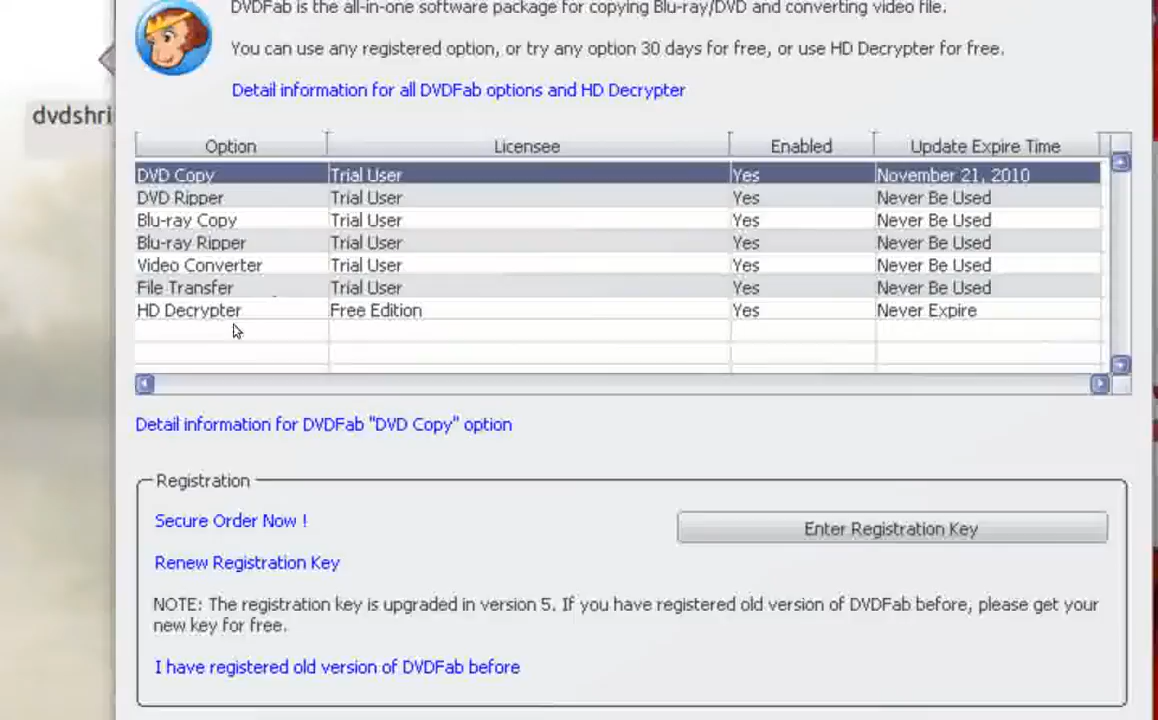 DVDFab is the all-in-one software package for copying Blu-ray/DVD and converting video file.
You can use any registered option, or try any option 30 days for free, or use HD Decrypter for free.
Detail information for all DVDFab options and HD Decrypter
dvdshri
Option Licensee Enabled Update Expire Time
DVD Copy Trial User Yes November 21, 2010
DVD Ripper Trial User Yes Never Be Used
Blu-ray Copy Trial User Yes Never Be Used
Blu-ray Ripper Trial User Yes Never Be Used
Video Converter Trial User Yes Never Be Used
File Transfer Trial User Yes Never Be Used
HD Decrypter Free Edition Yes Never Expire
Detail information for DVDFab "DVD Copy" option
Registration
Secure Order Now !
Enter Registration Key
Renew Registration Key
NOTE: The registration key is upgraded in version 5. If you have registered old version of DVDFab before, please get your
new key for free.
I have registered old version of DVDFab before